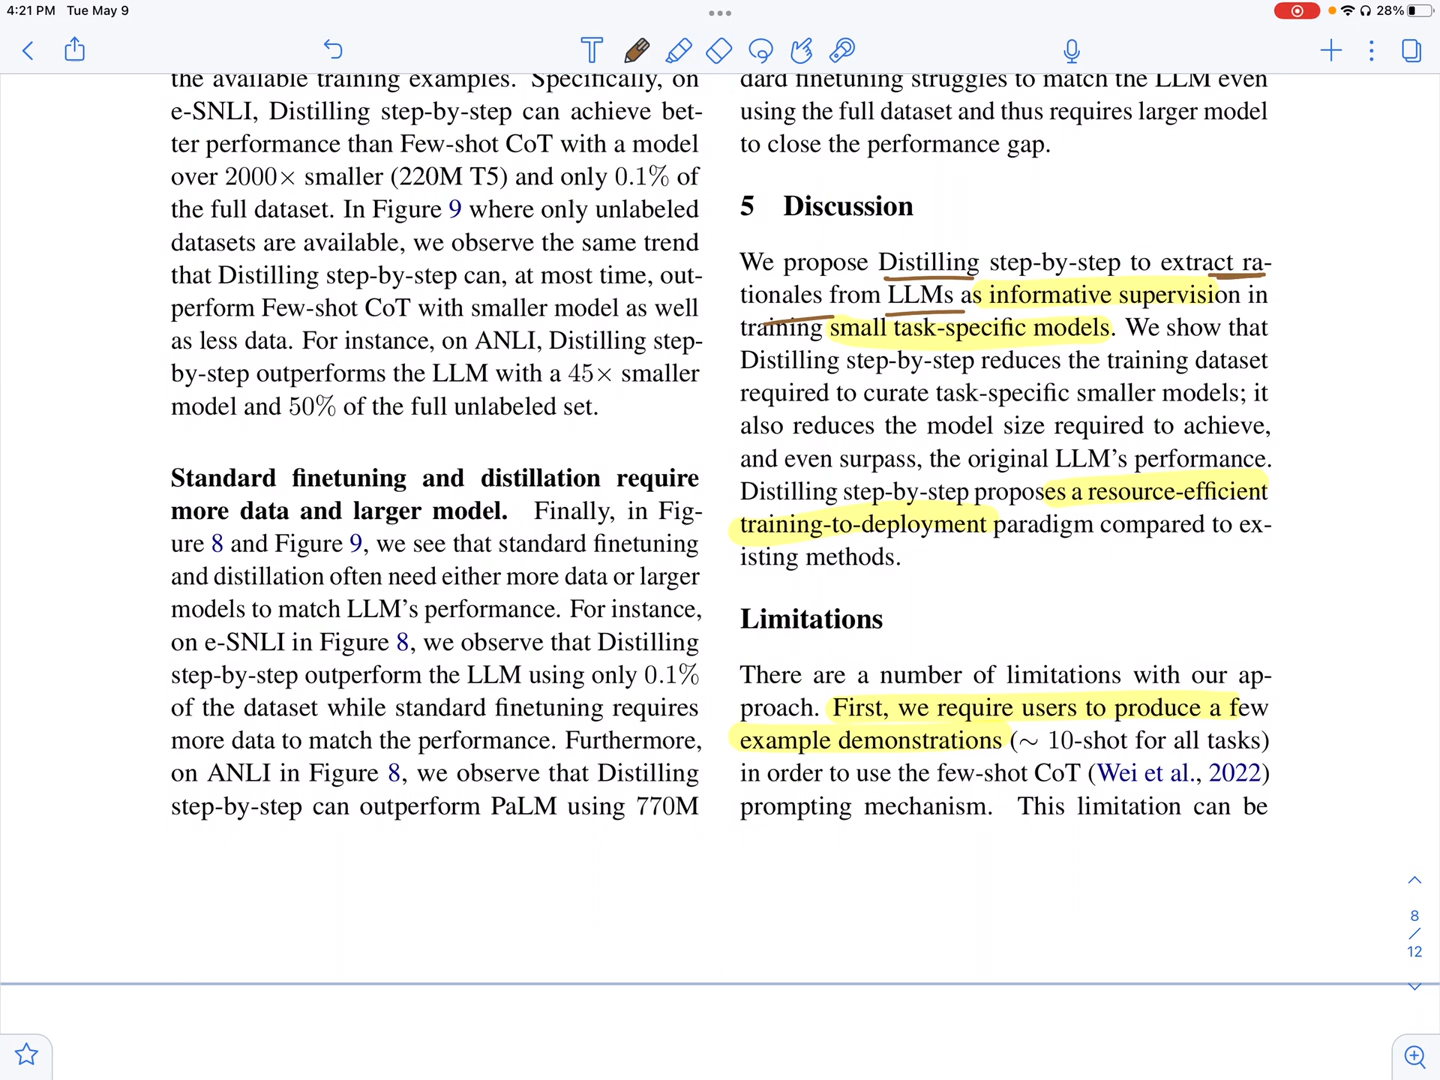 4:21 PM Tue May 9
28%
the available training examples. Specifically, on
e-SNLI, Distilling step-by-step can achieve bet-
ter performance than Few-shot CoT with a model
over 2000× smaller (220M T5) and only 0.1% of
the full dataset. In Figure 9 where only unlabeled
datasets are available, we observe the same trend
that Distilling step-by-step can, at most time, out-
perform Few-shot CoT with smaller model as well
as less data. For instance, on ANLI, Distilling step-
by-step outperforms the LLM with a 45× smaller
model and 50% of the full unlabeled set.
Standard finetuning and distillation require
more data and larger model. Finally, in Fig-
ure 8 and Figure 9, we see that standard finetuning
and distillation often need either more data or larger
models to match LLM's performance. For instance,
on e-SNLI in Figure 8, we observe that Distilling
step-by-step outperform the LLM using only 0.1%
of the dataset while standard finetuning requires
more data to match the performance. Furthermore,
on ANLI in Figure 8, we observe that Distilling
step-by-step can outperform PaLM using 770M
dard finetuning struggles to match the LLM even
using the full dataset and thus requires larger model
to close the performance gap.
5 Discussion
We propose Distilling step-by-step to extract ra-
tionales from LLMs as informative supervision in
training small task-specific models. We show that
Distilling step-by-step reduces the training dataset
required to curate task-specific smaller models; it
also reduces the model size required to achieve,
and even surpass, the original LLM's performance.
Distilling step-by-step proposes a resource-efficient
training-to-deployment paradigm compared to ex-
isting methods.
Limitations
There are a number of limitations with our ap-
proach. First, we require users to produce a few
example demonstrations (∼ 10-shot for all tasks)
in order to use the few-shot CoT (Wei et al., 2022)
prompting mechanism. This limitation can be
8
/
12